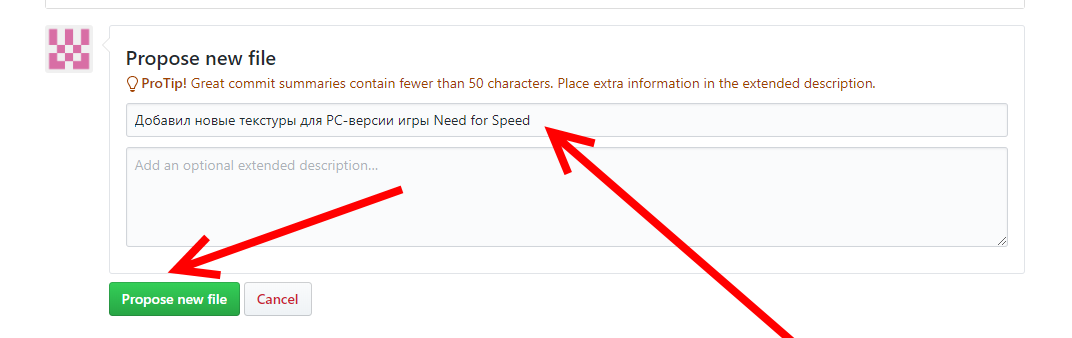 Propose new file
ProTip! Great commit summaries contain fewer than 50 characters. Place extra information in the extended description.
Добавил новые текстуры для PC-версии игры Need for Speed
Add an optional extended description...
Propose new file
Cancel